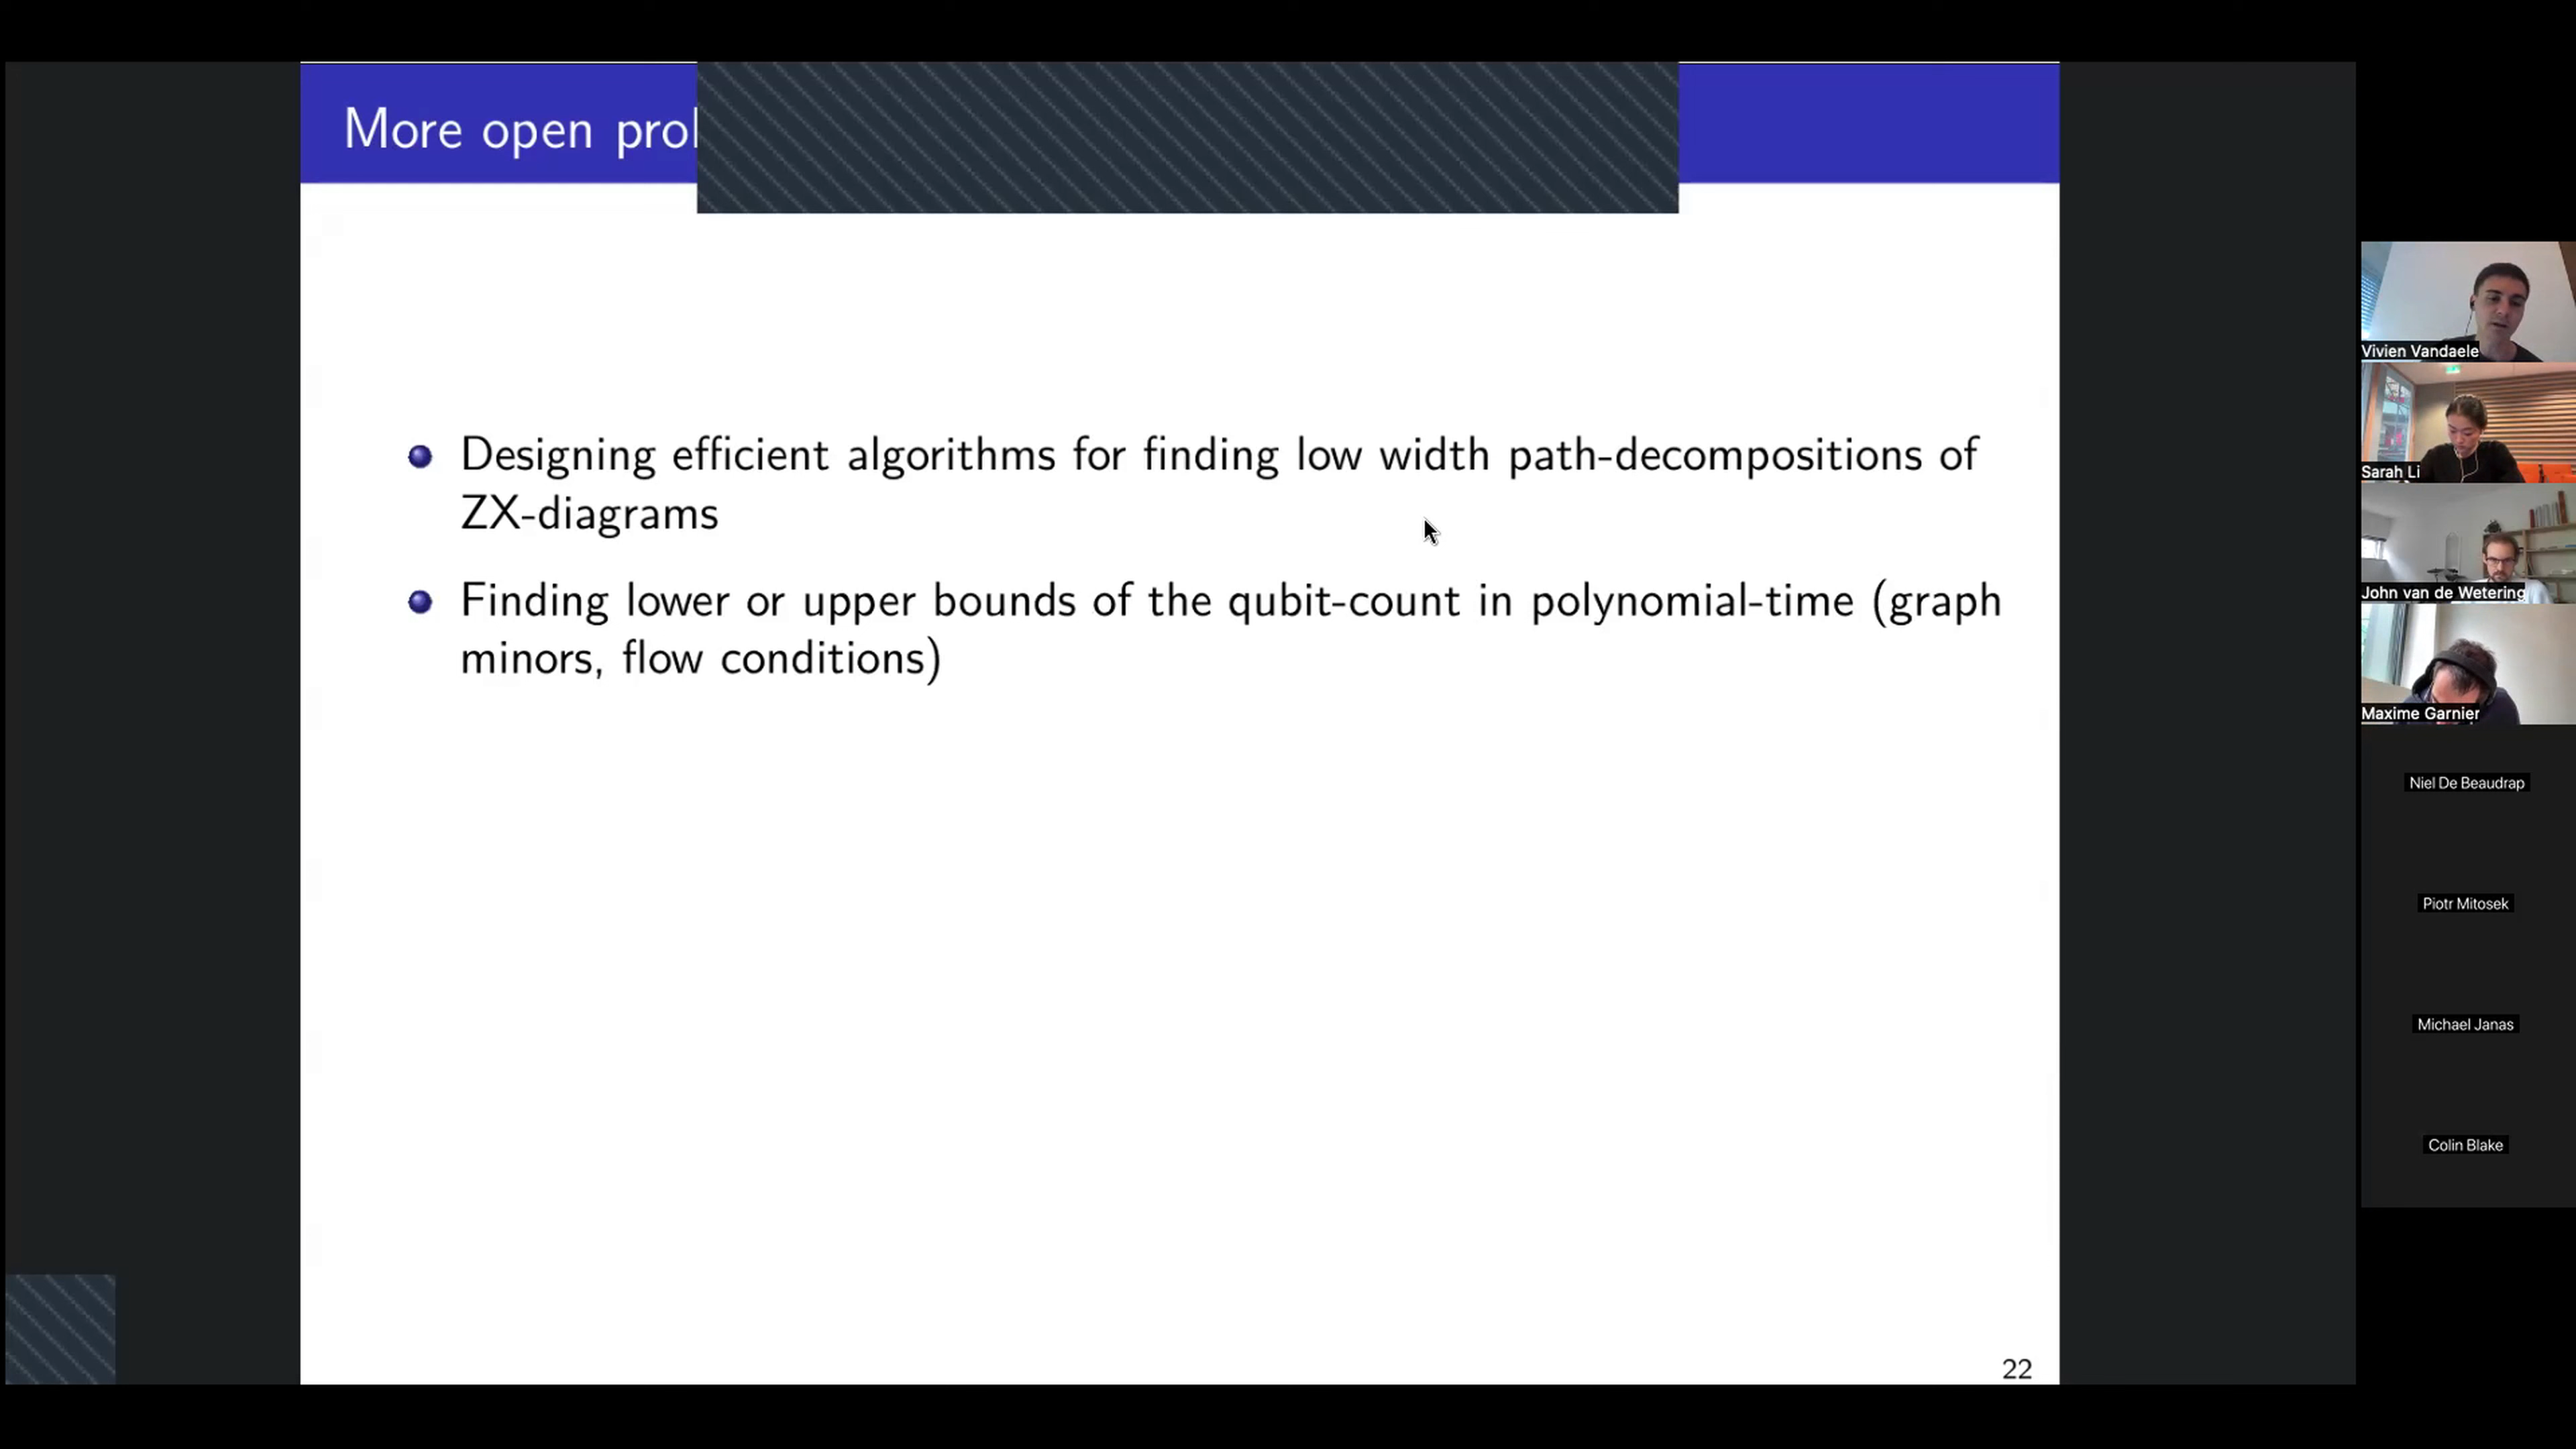 More open
Designing efficient algorithms for finding low width path-decompositions of
ZX-diagrams
Finding lower or upper bounds of the qubit-count in polynomial-time (graph
minors, flow conditions)
22
Vivien Vandaele
Sarah Li
John van de Wetering
Maxime Garnier
Niel De Beaudrap
Piotr Mitosek
Michael Janas
Colin Blake